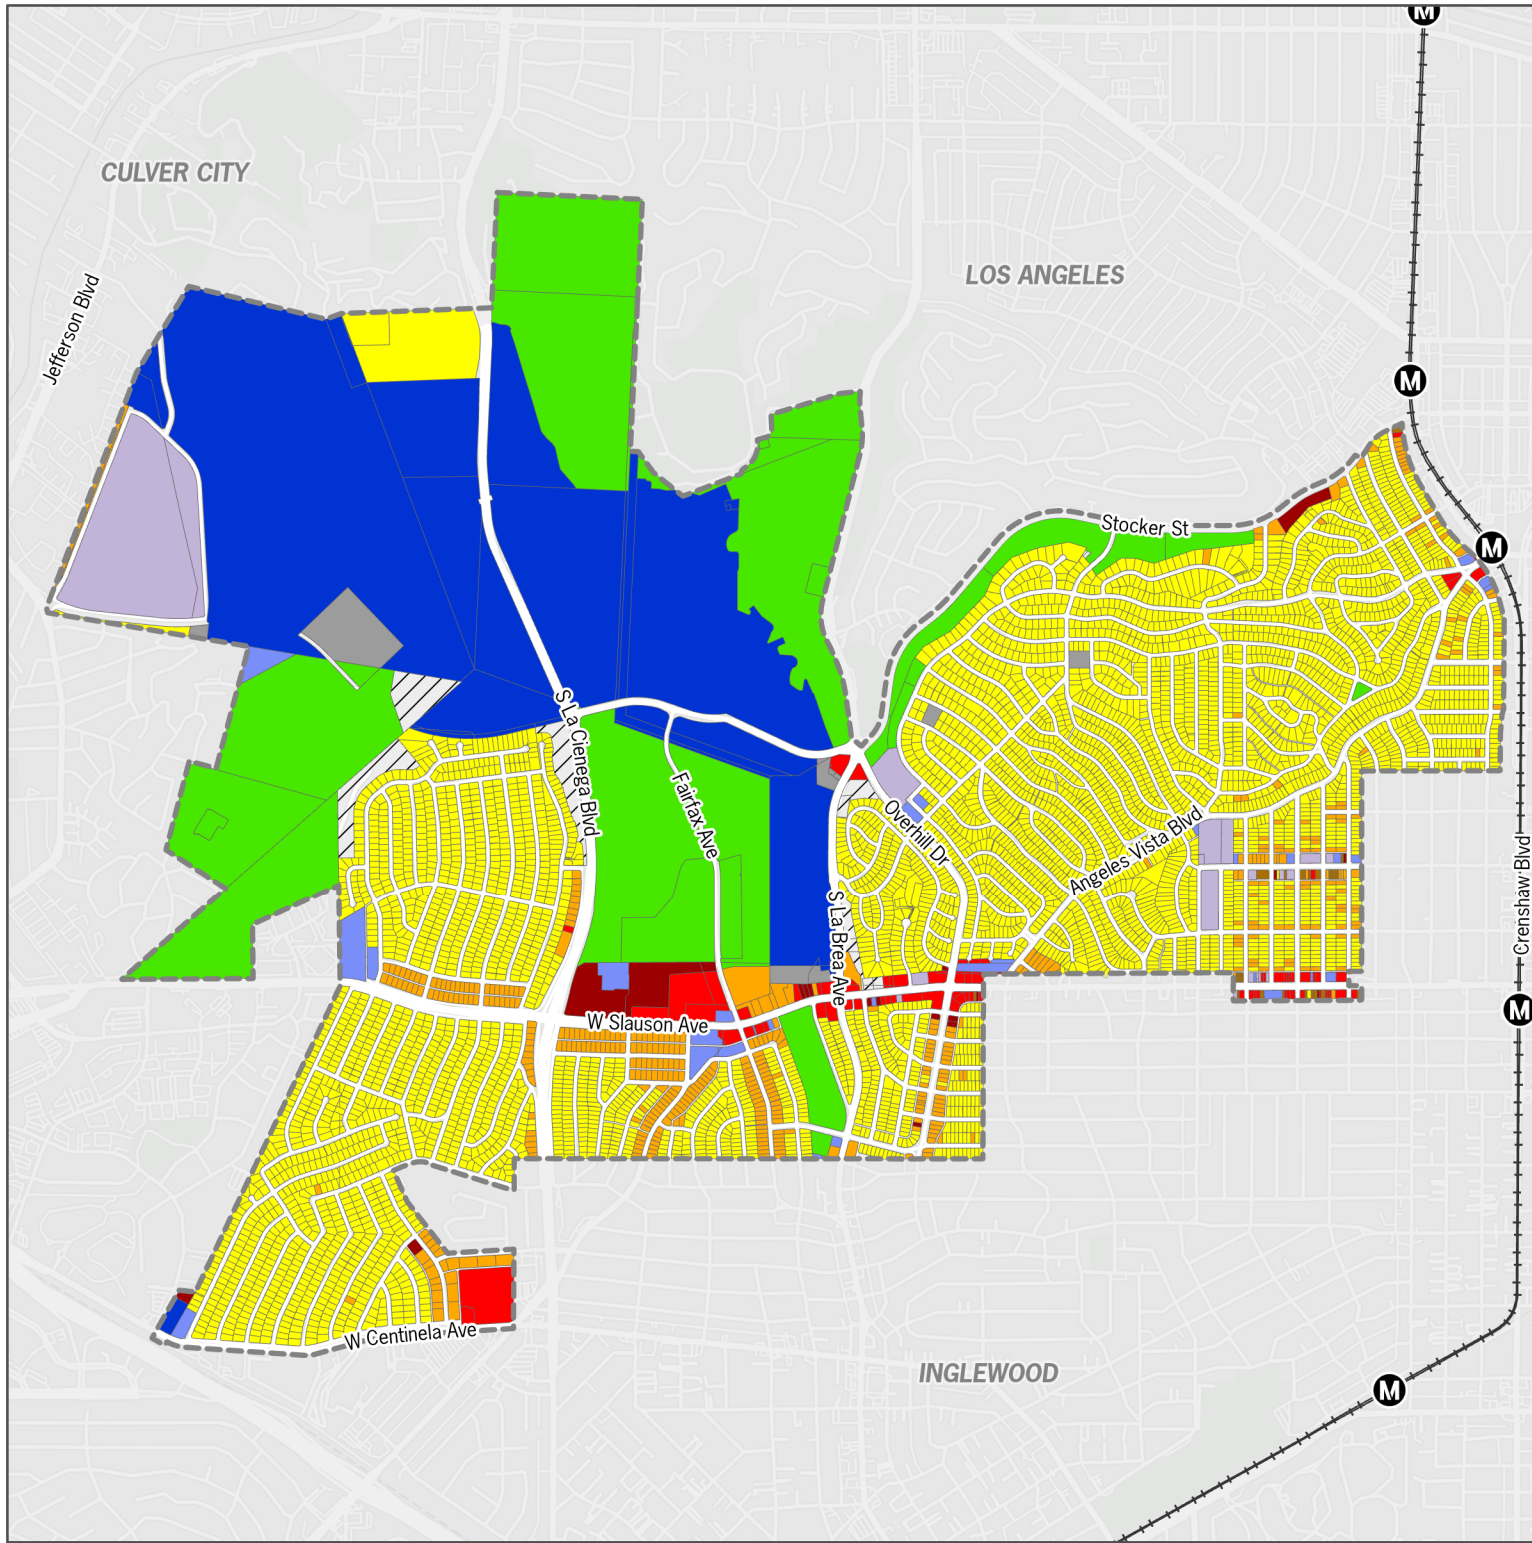 M
CULVER CITY
LOS ANGELES
Jefferson Blvd
M
Stocker St
M
S La Cienega Blvd
Fairfax Ave
Overhill Dr
Angeles Vista Blvd
S La Brea Ave
Crenshaw Blvd
W Slauson Ave
M
W Centinela Ave
INGLEWOOD
M